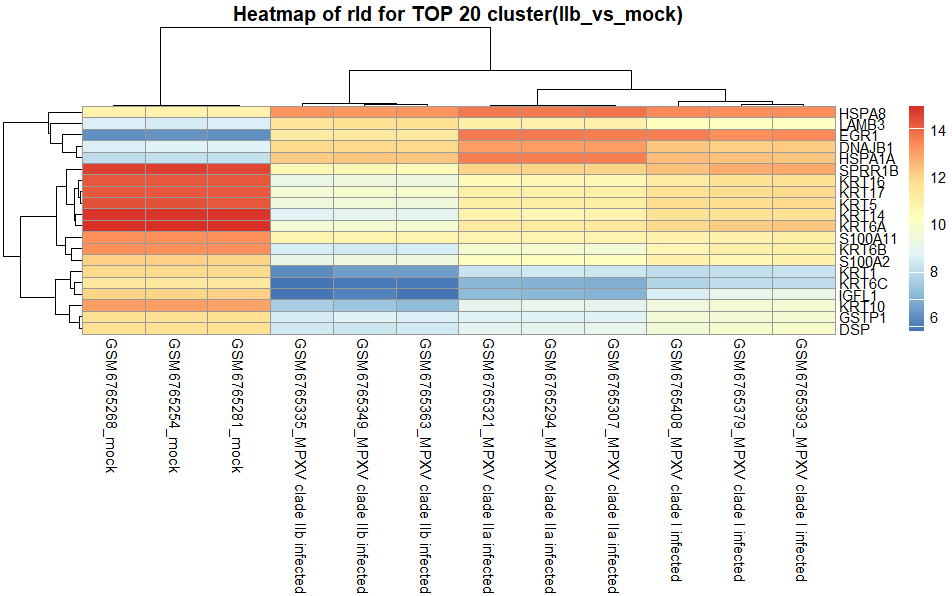 Heatmap of rld for TOP 20 cluster(IIb_vs_mock)
HSPA8
LAMB3
EGR1
DNAJB1
HSPA1A
SPRR1B
KRT16
KRT17
KRT5
KRT14
KRT6A
S100A11
KRT6B
S100A2
KRT1
KRT6C
IGFL1
KRT10
GSTP1
DSP
14
12
10
8
6
GSM6765268_mock
GSM6765254_mock
GSM6765281_mock
GSM6765335_MPXV clade IIb infected
GSM6765349_MPXV clade IIb infected
GSM6765363_MPXV clade IIb infected
GSM6765321_MPXV clade IIa infected
GSM6765294_MPXV clade IIa infected
GSM6765307_MPXV clade IIa infected
GSM6765408_MPXV clade I infected
GSM6765379_MPXV clade I infected
GSM6765393_MPXV clade I infected